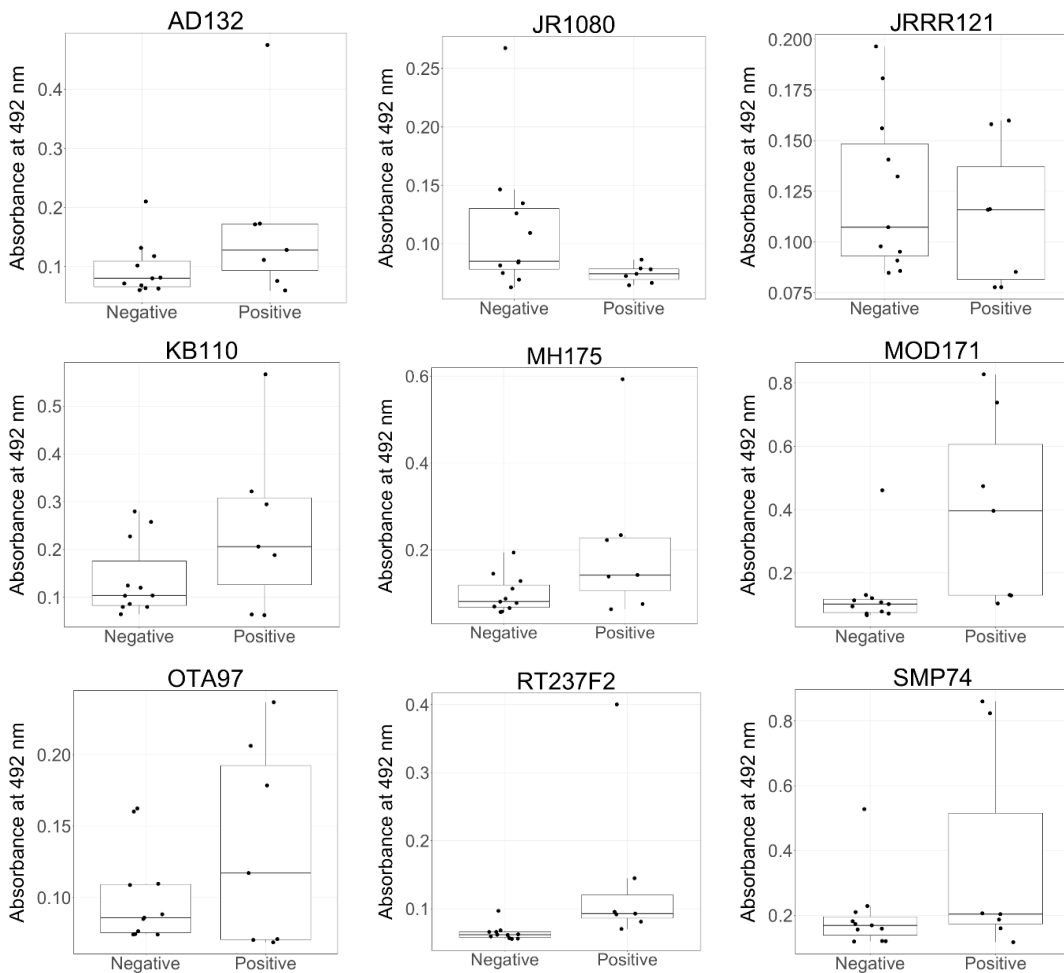 AD132
Absorbance at 492 nm
0.4
0.3
0.2
0.1
Negative Positive
JR1080
Absorbance at 492 nm
0.25
0.20
0.15
0.10
Negative Positive
JRRR121
Absorbance at 492 nm
0.200
0.175
0.150
0.125
0.100
0.075
Negative Positive
KB110
Absorbance at 492 nm
0.5
0.4
0.3
0.2
0.1
Negative Positive
MH175
Absorbance at 492 nm
0.6
0.4
0.2
Negative Positive
MOD171
Absorbance at 492 nm
0.8
0.6
0.4
0.2
Negative Positive
OTA97
Absorbance at 492 nm
0.20
0.15
0.10
Negative Positive
RT237F2
Absorbance at 492 nm
0.4
0.3
0.2
0.1
Negative Positive
SMP74
Absorbance at 492 nm
0.8
0.6
0.4
0.2
Negative Positive